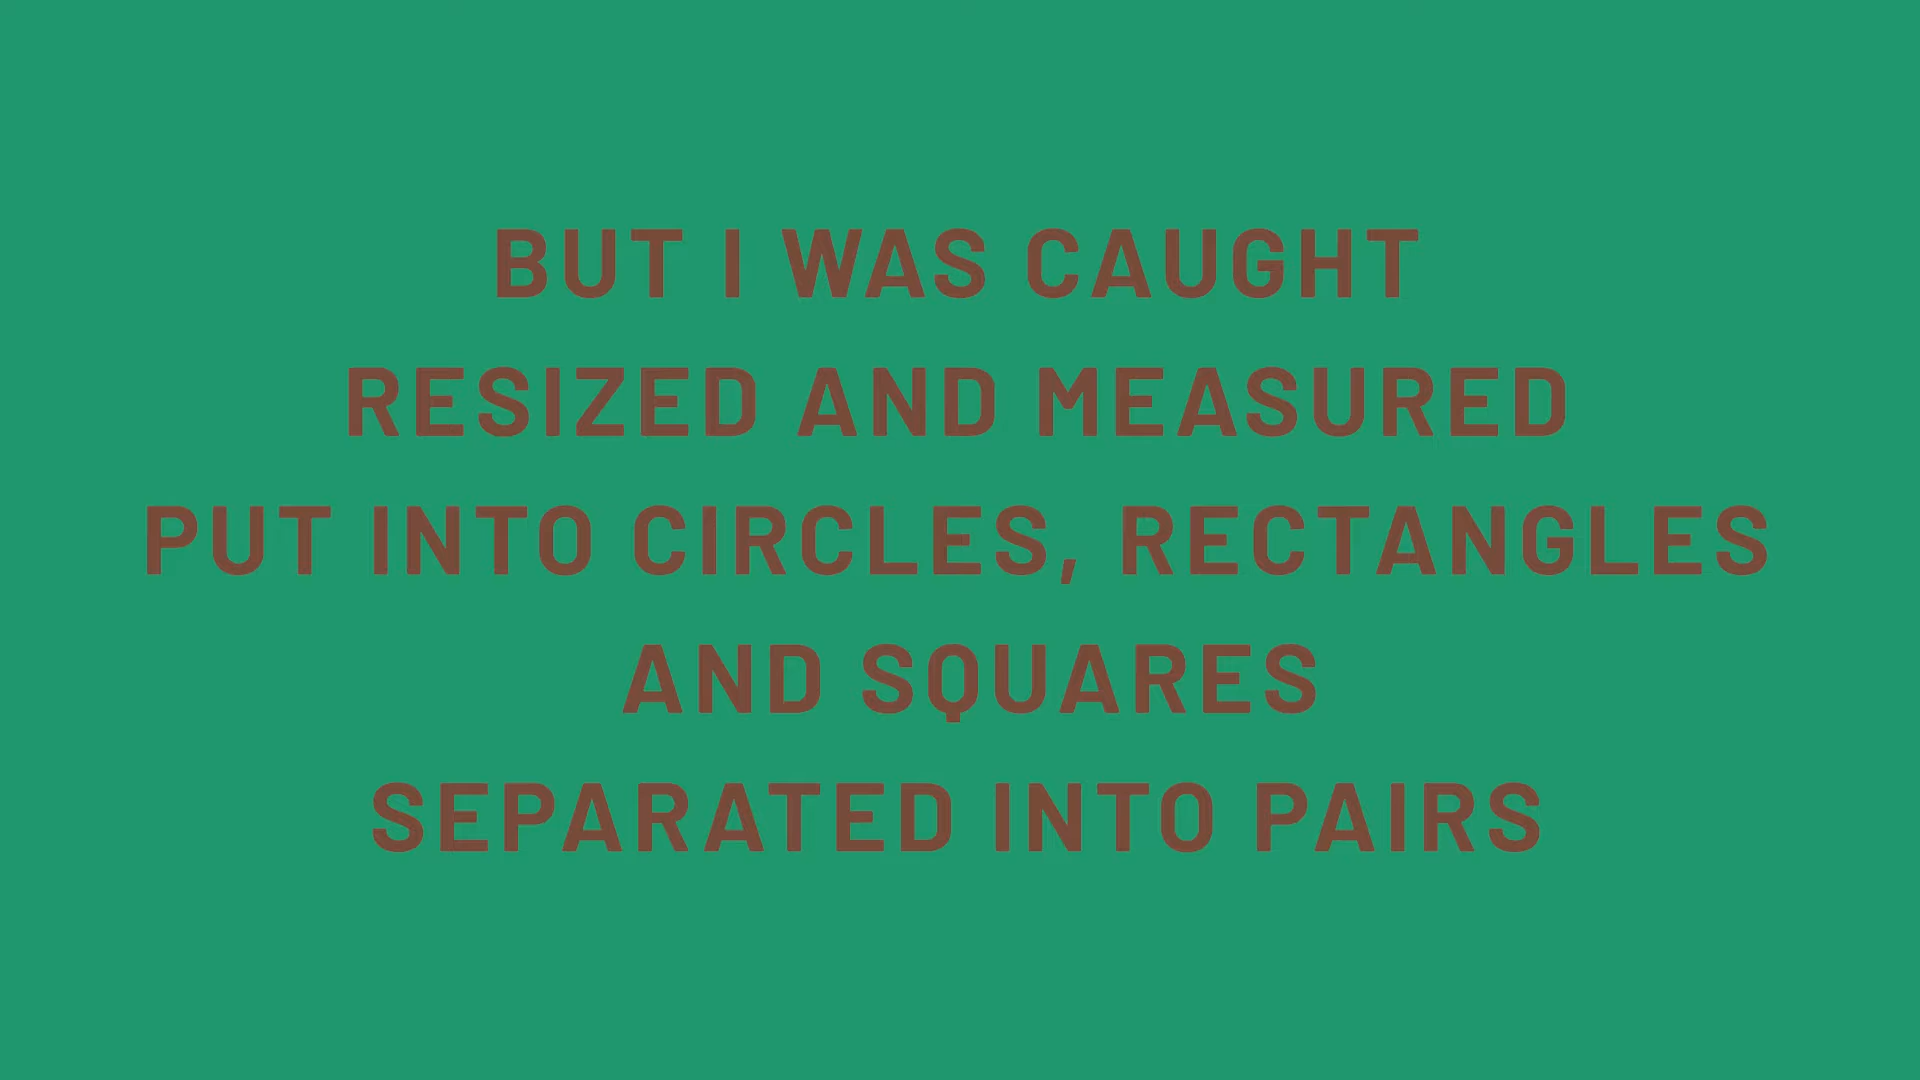 BUT I WAS CAUGHT
RESIZED AND MEASURED
PUT INTO CIRCLES, RECTANGLES
AND SQUARES
SEPARATED INTO PAIRS